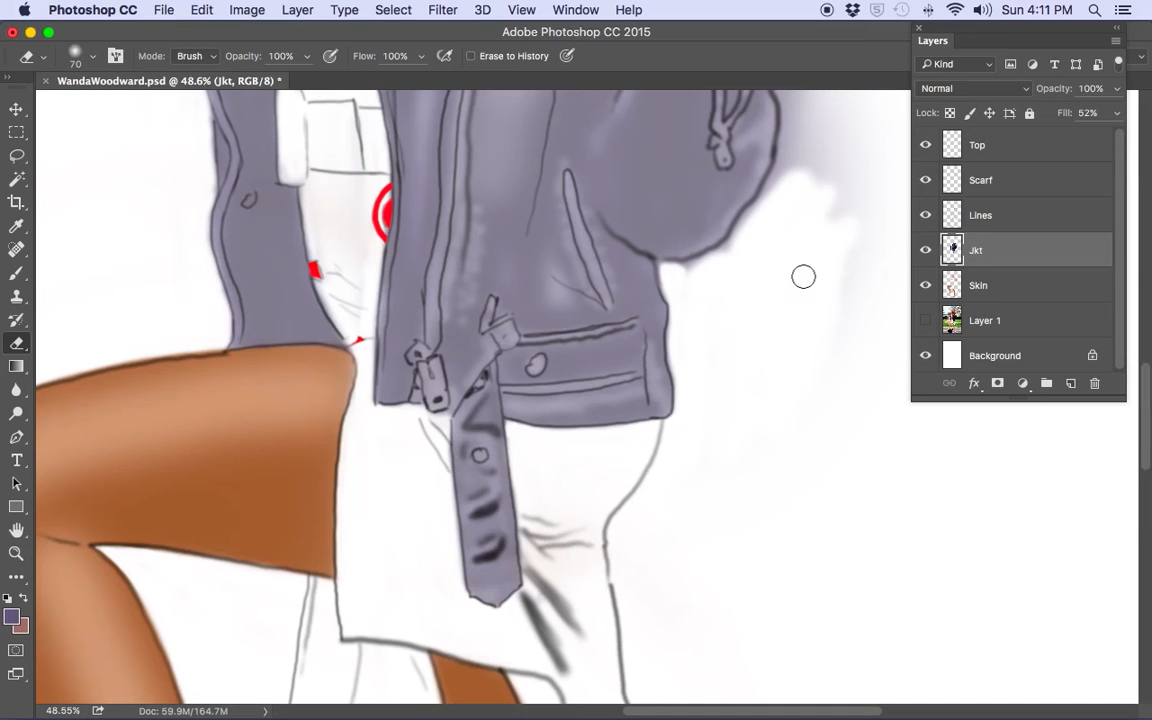 Photoshop CC File Edit Image Layer Type Select Filter 3D View Window Help Sun 4:11 PM
Adobe Photoshop CC 2015
70 Mode: Brush Opacity: 100% Flow: 100% Erase to History
WandaWoodward.psd @ 48.6% (Jkt, RGB/8) *
Layers
Kind
Normal Opacity: 100%
Lock: Fill: 52%
Top
Scarf
Lines
Jkt
Skin
Layer 1
Background
48.55% Doc: 59.9M/164.7M